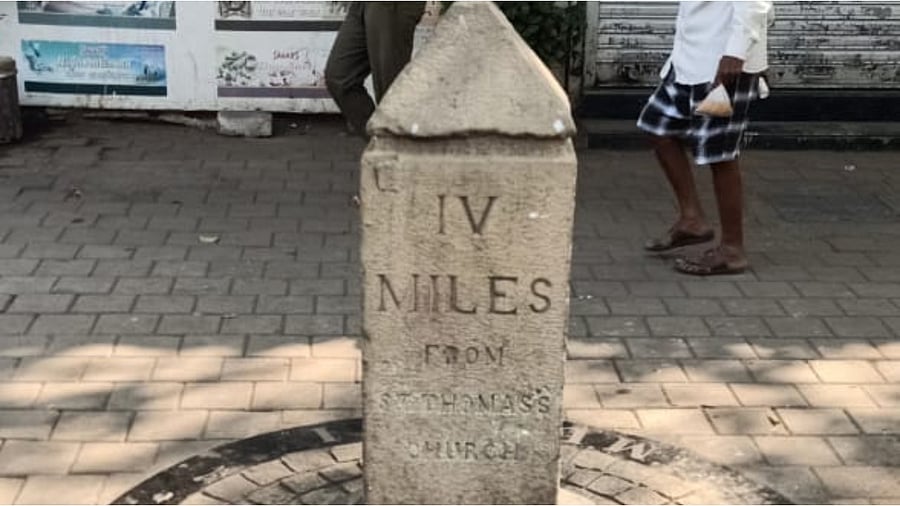 IV
MILES
FROM
ST. THOMAS'S
CHURCH